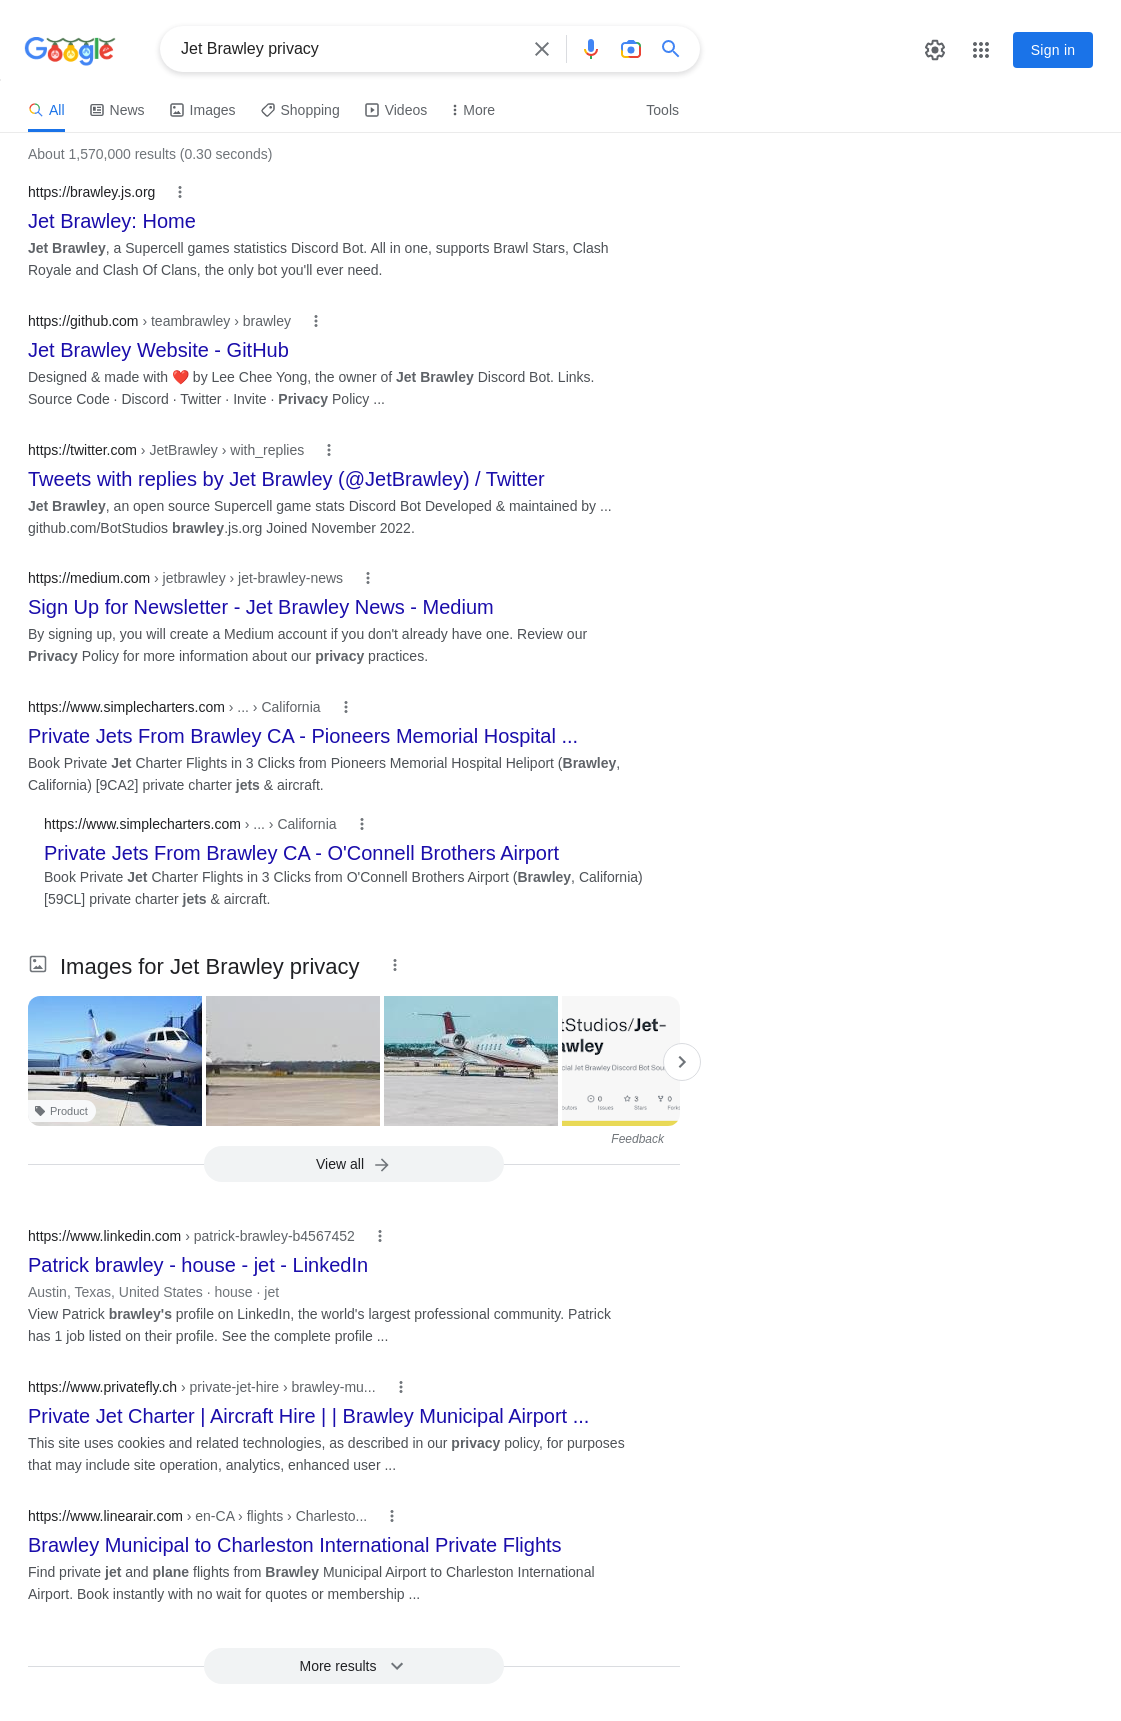 Google
Jet Brawley privacy
Sign in
All
News
Images
Shopping
Videos
More
Tools
About 1,570,000 results (0.30 seconds)
https://brawley.js.org
Jet Brawley: Home
Jet Brawley, a Supercell games statistics Discord Bot. All in one, supports Brawl Stars, Clash
Royale and Clash Of Clans, the only bot you'll ever need.
https://github.com › teambrawley › brawley
Jet Brawley Website - GitHub
Designed & made with ❤️ by Lee Chee Yong, the owner of Jet Brawley Discord Bot. Links.
Source Code · Discord · Twitter · Invite · Privacy Policy ...
https://twitter.com › JetBrawley › with_replies
Tweets with replies by Jet Brawley (@JetBrawley) / Twitter
Jet Brawley, an open source Supercell game stats Discord Bot Developed & maintained by ...
github.com/BotStudios brawley.js.org Joined November 2022.
https://medium.com › jetbrawley › jet-brawley-news
Sign Up for Newsletter - Jet Brawley News - Medium
By signing up, you will create a Medium account if you don't already have one. Review our
Privacy Policy for more information about our privacy practices.
https://www.simplecharters.com › ... › California
Private Jets From Brawley CA - Pioneers Memorial Hospital ...
Book Private Jet Charter Flights in 3 Clicks from Pioneers Memorial Hospital Heliport (Brawley,
California) [9CA2] private charter jets & aircraft.
https://www.simplecharters.com › ... › California
Private Jets From Brawley CA - O'Connell Brothers Airport
Book Private Jet Charter Flights in 3 Clicks from O'Connell Brothers Airport (Brawley, California)
[59CL] private charter jets & aircraft.
Images for Jet Brawley privacy
Product
tStudios/Jet-
awley
cial Jet Brawley Discord Bot Sou
0 3 0
Issues Stars Forks
Feedback
View all
https://www.linkedin.com › patrick-brawley-b4567452
Patrick brawley - house - jet - LinkedIn
Austin, Texas, United States · house · jet
View Patrick brawley's profile on LinkedIn, the world's largest professional community. Patrick
has 1 job listed on their profile. See the complete profile ...
https://www.privatefly.ch › private-jet-hire › brawley-mu...
Private Jet Charter | Aircraft Hire | | Brawley Municipal Airport ...
This site uses cookies and related technologies, as described in our privacy policy, for purposes
that may include site operation, analytics, enhanced user ...
https://www.linearair.com › en-CA › flights › Charlesto...
Brawley Municipal to Charleston International Private Flights
Find private jet and plane flights from Brawley Municipal Airport to Charleston International
Airport. Book instantly with no wait for quotes or membership ...
More results